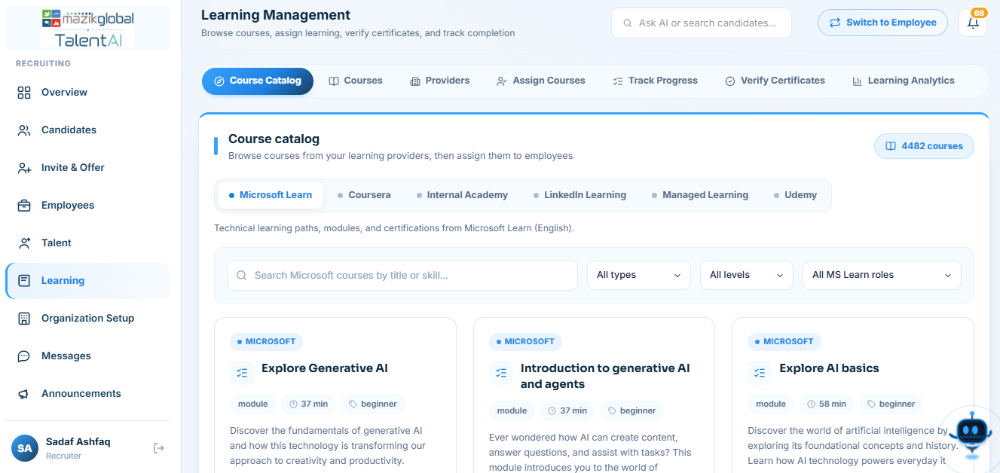 mazikglobal
TalentAI
RECRUITING
Overview
Candidates
Invite & Offer
Employees
Talent
Learning
Organization Setup
Messages
Announcements
SA
Sadaf Ashfaq
Recruiter
Learning Management
Browse courses, assign learning, verify certificates, and track completion
Ask AI or search candidates...
Switch to Employee
68
Course Catalog
Courses
Providers
Assign Courses
Track Progress
Verify Certificates
Learning Analytics
Course catalog
Browse courses from your learning providers, then assign them to employees
4482 courses
Microsoft Learn
Coursera
Internal Academy
LinkedIn Learning
Managed Learning
Udemy
Technical learning paths, modules, and certifications from Microsoft Learn (English).
Search Microsoft courses by title or skill...
All types
All levels
All MS Learn roles
MICROSOFT
Explore Generative AI
module
37 min
beginner
Discover the fundamentals of generative AI
and how this technology is transforming our
approach to creativity and productivity.
MICROSOFT
Introduction to generative AI
and agents
module
37 min
beginner
Ever wondered how AI can create content,
answer questions, and assist with tasks? This
module introduces you to the world of
MICROSOFT
Explore AI basics
module
58 min
beginner
Discover the world of artificial intelligence by
exploring its foundational concepts and history.
Learn how AI technology powers everyday it